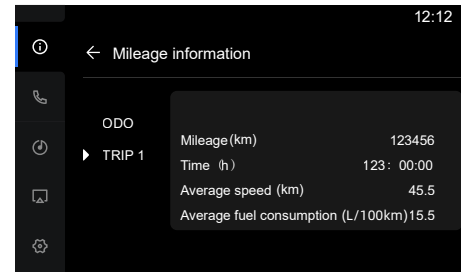 12:12
Mileage information
ODO
TRIP 1
Mileage(km) 123456
Time (h) 123: 00:00
Average speed (km) 45.5
Average fuel consumption (L/100km)15.5